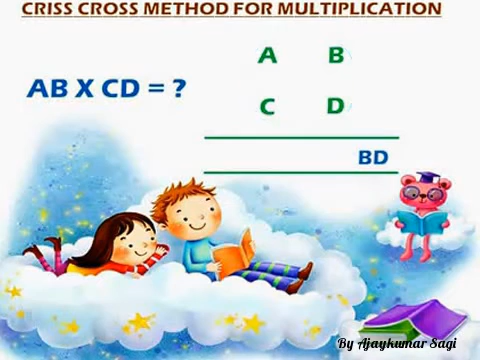 CRISS CROSS METHOD FOR MULTIPLICATION
A B
AB X CD = ?
C D
BD
By Ajaykumar Sagi